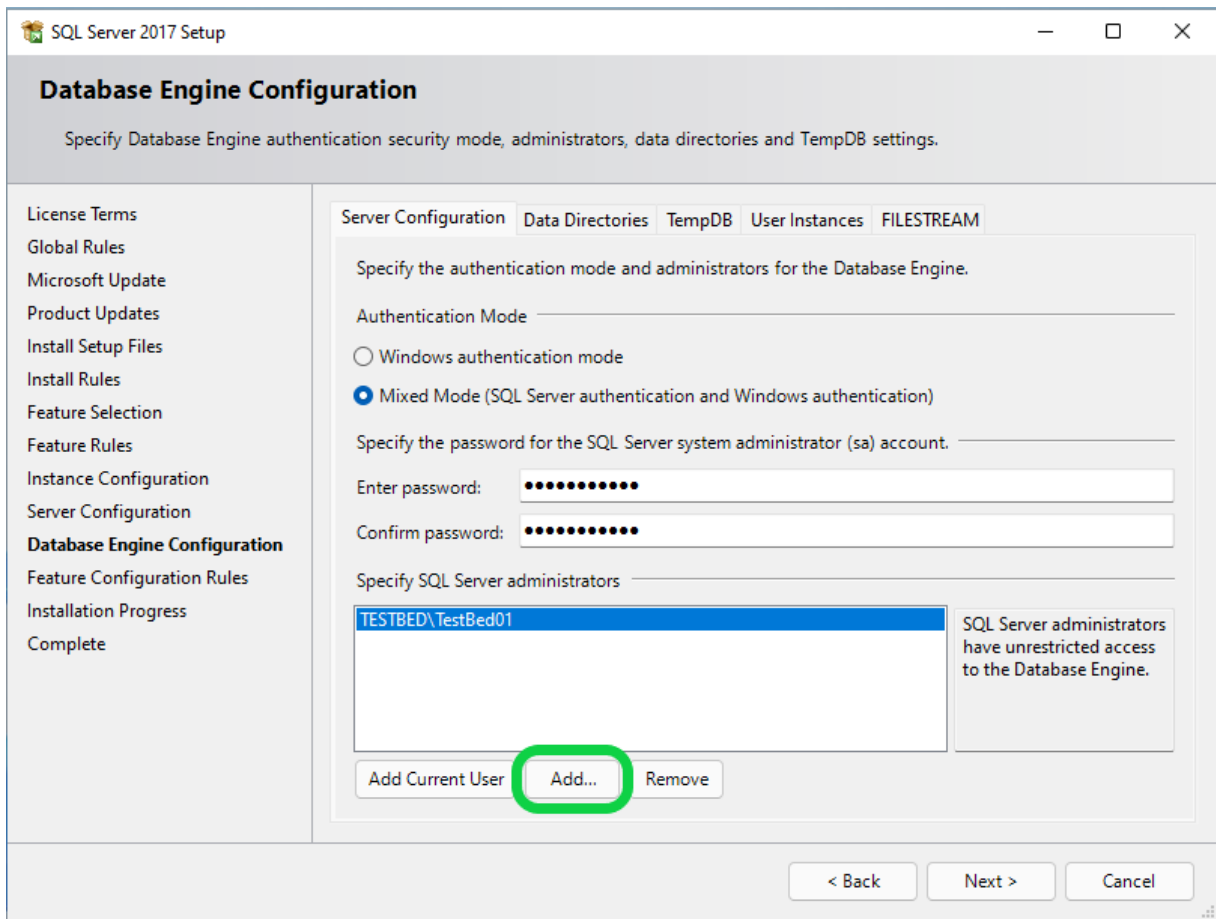 SQL Server 2017 Setup
Database Engine Configuration
Specify Database Engine authentication security mode, administrators, data directories and TempDB settings.
License Terms
Global Rules
Microsoft Update
Product Updates
Install Setup Files
Install Rules
Feature Selection
Feature Rules
Instance Configuration
Server Configuration
Database Engine Configuration
Feature Configuration Rules
Installation Progress
Complete
Server Configuration Data Directories TempDB User Instances FILESTREAM
Specify the authentication mode and administrators for the Database Engine.
Authentication Mode
Windows authentication mode
Mixed Mode (SQL Server authentication and Windows authentication)
Specify the password for the SQL Server system administrator (sa) account.
Enter password: ●●●●●●●●●●●
Confirm password: ●●●●●●●●●●●
Specify SQL Server administrators
TESTBED\TestBed01
SQL Server administrators
have unrestricted access
to the Database Engine.
Add Current User Add... Remove
< Back Next > Cancel